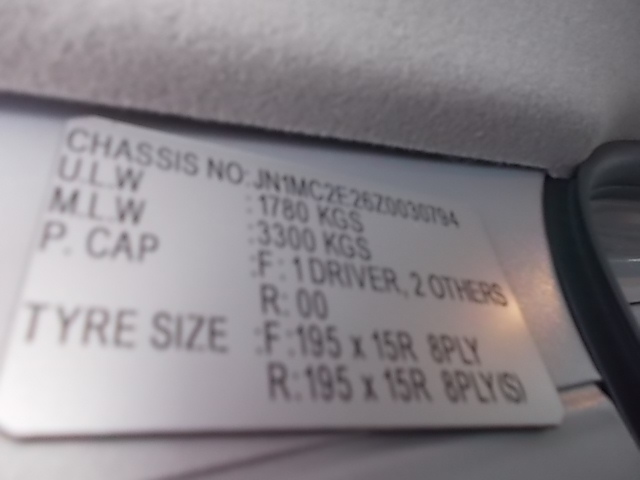 CHASSIS NO:JN1MC2E26Z0030794
U.L.W :1780 KGS
M.L.W :3300 KGS
P. CAP :F:1 DRIVER, 2 OTHERS
R:00
TYRE SIZE :F:195 x 15R 8PLY
R:195 x 15R 8PLY(S)